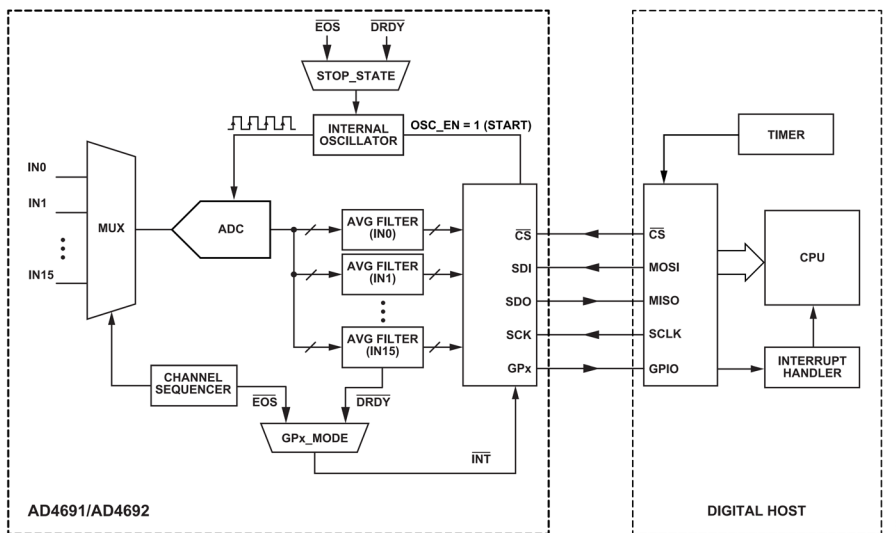 EOS DRDY
STOP_STATE
INTERNAL
OSCILLATOR
OSC_EN = 1 (START)
TIMER
IN0
IN1
IN15
MUX
ADC
AVG FILTER
(IN0)
AVG FILTER
(IN1)
AVG FILTER
(IN15)
CS
SDI
SDO
SCK
GPx
CS
MOSI
MISO
SCLK
GPIO
CPU
INTERRUPT
HANDLER
CHANNEL
SEQUENCER
EOS DRDY
GPx_MODE
INT
AD4691/AD4692
DIGITAL HOST